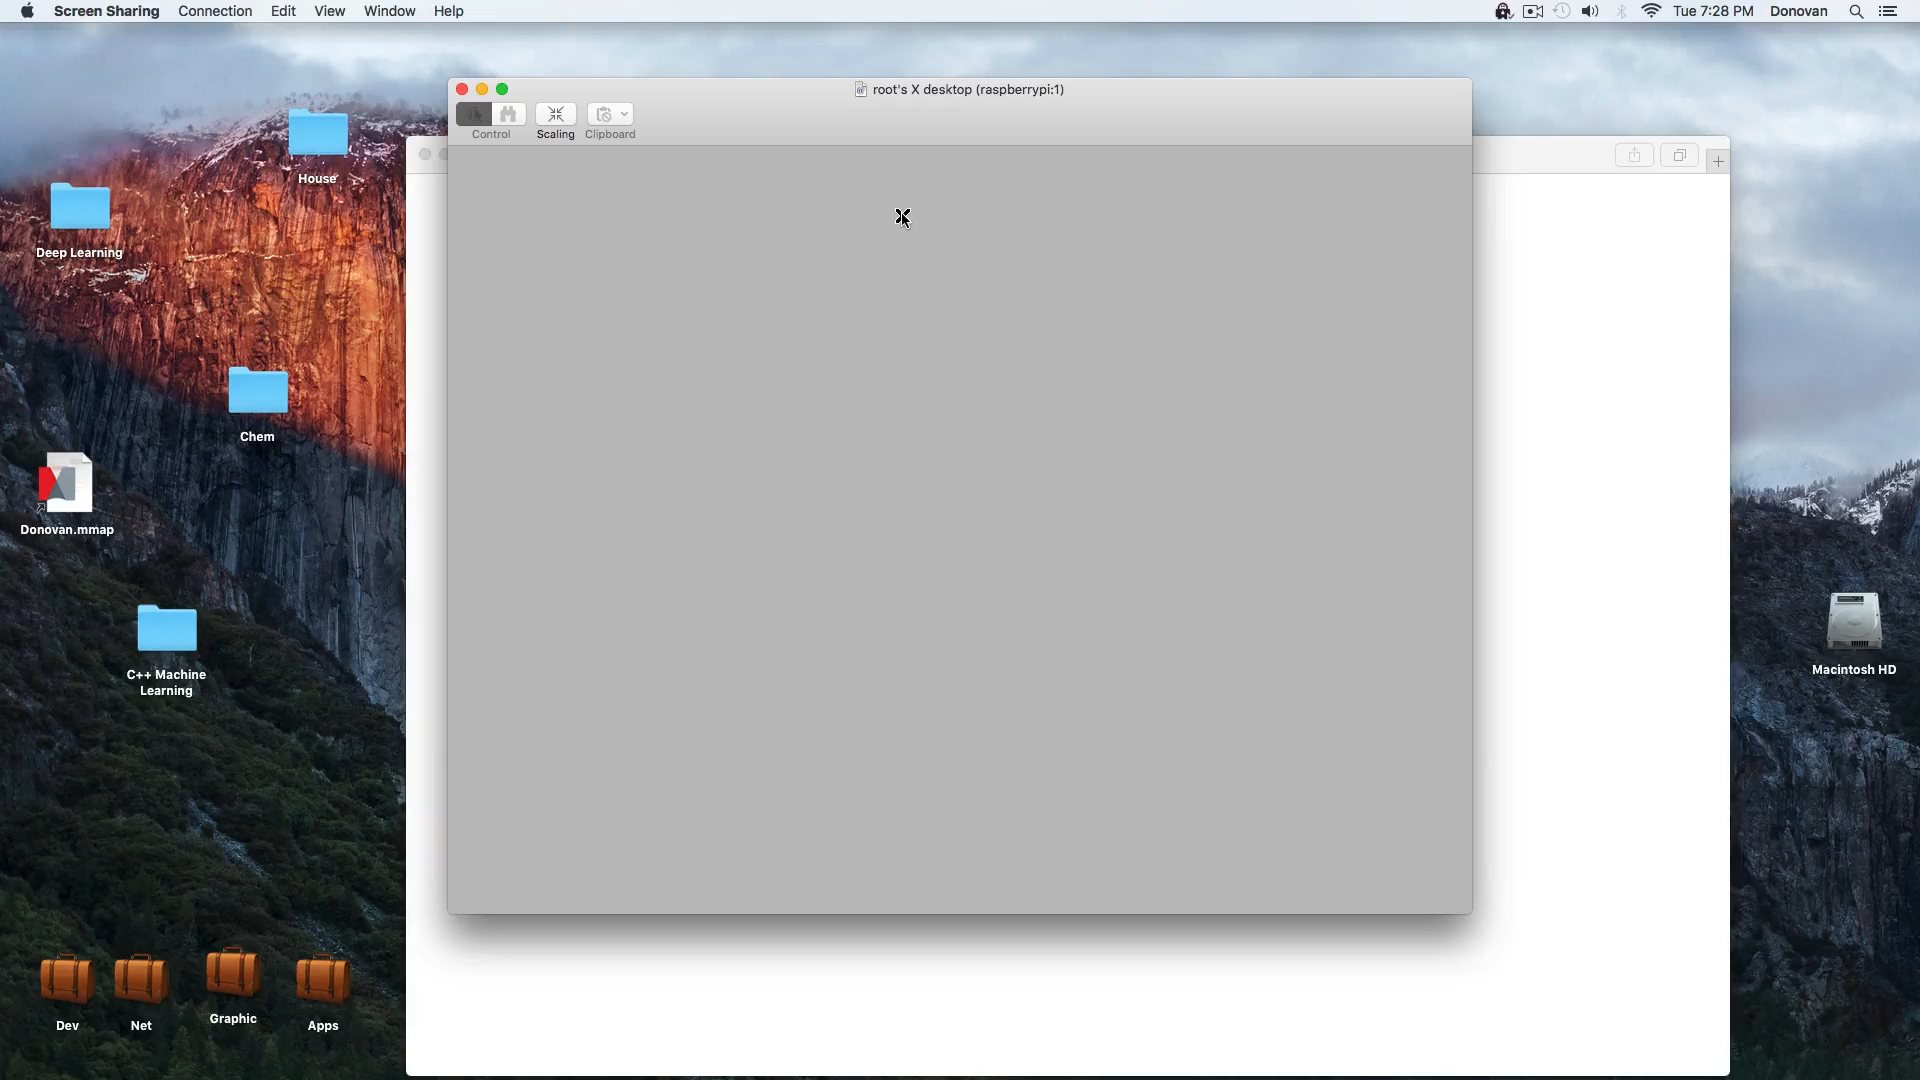 Screen Sharing Connection Edit View Window Help
Tue 7:28 PM Donovan
root's X desktop (raspberrypi:1)
Control Scaling Clipboard
House
Deep Learning
Chem
Donovan.mmap
C++ Machine
Learning
Macintosh HD
Dev
Net
Graphic
Apps